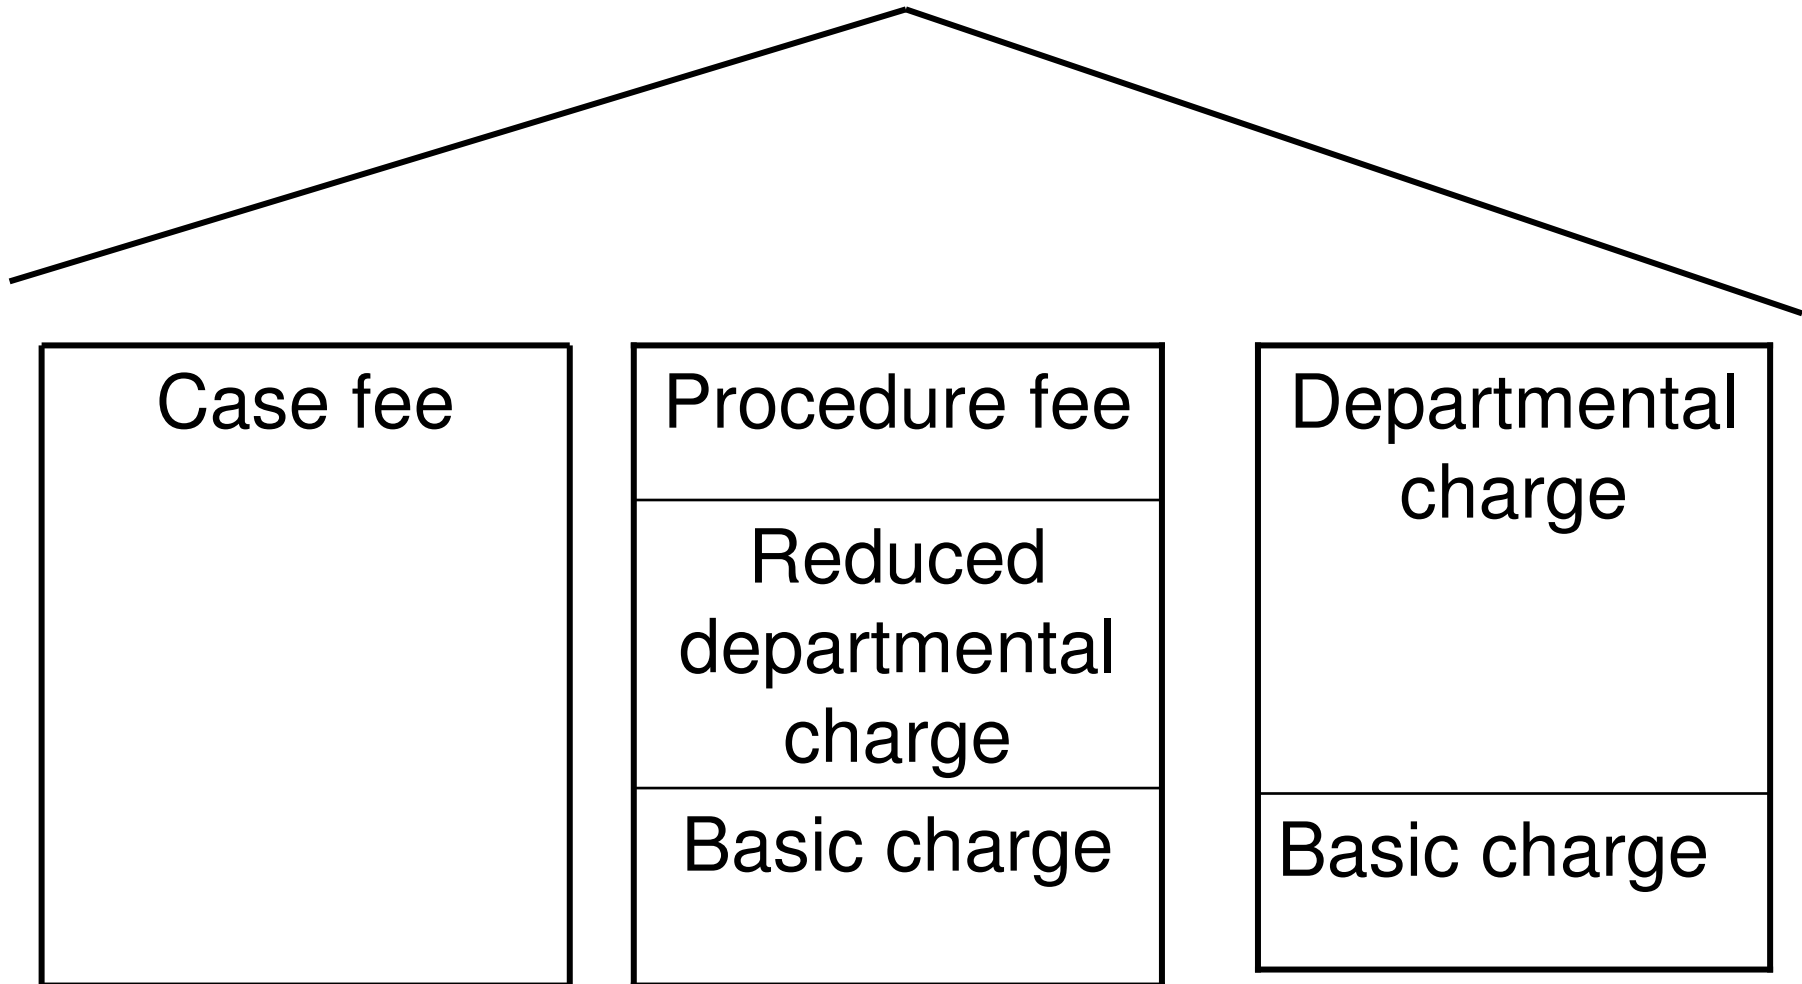 Case fee
Procedure fee
Reduced
departmental
charge
Basic charge
Departmental
charge
Basic charge